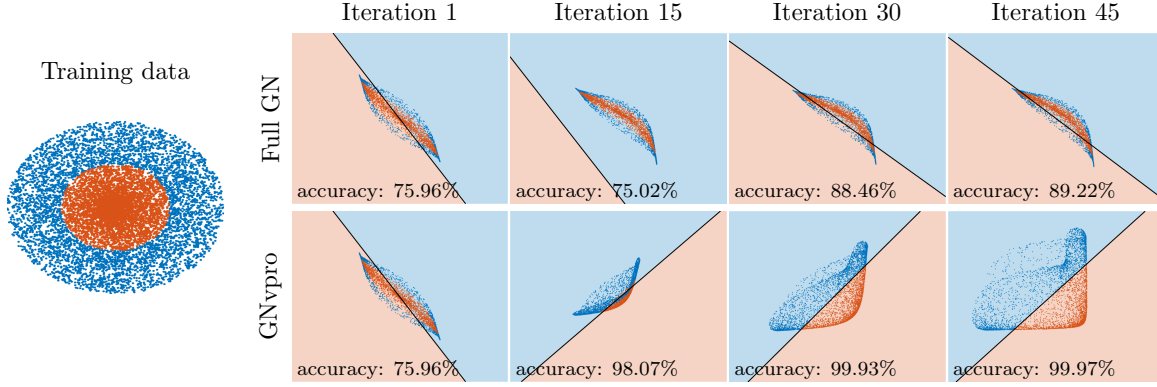 Iteration 1
Iteration 15
Iteration 30
Iteration 45
Training data
Full GN
accuracy: 75.96%
accuracy: 75.02%
accuracy: 88.46%
accuracy: 89.22%
GNvpro
accuracy: 75.96%
accuracy: 98.07%
accuracy: 99.93%
accuracy: 99.97%